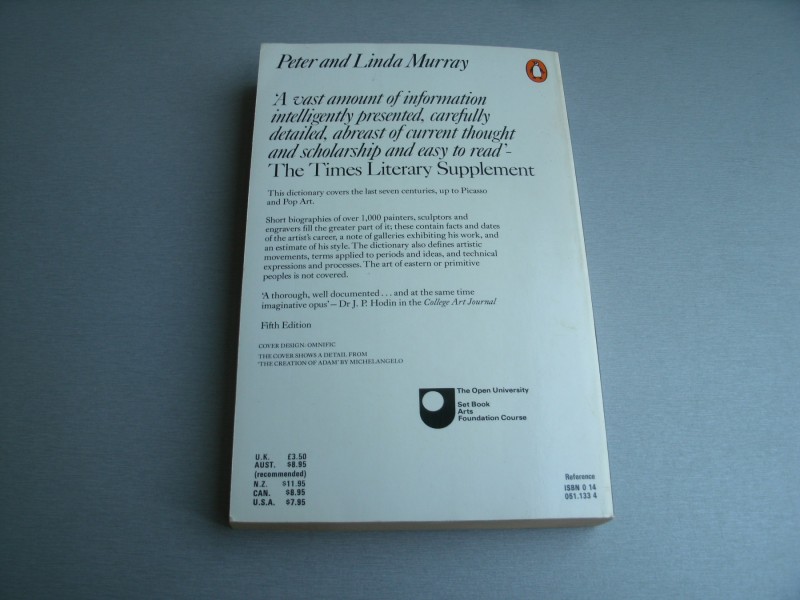 Peter and Linda Murray
'A vast amount of information
intelligently presented, carefully
detailed, abreast of current thought
and scholarship and easy to read' –
The Times Literary Supplement
This dictionary covers the last seven centuries, up to Picasso
and Pop Art.
Short biographies of over 1,000 painters, sculptors and
engravers fill the greater part of it; these contain facts and dates
of the artist's career, a note of galleries exhibiting his work, and
an estimate of his style. The dictionary also defines artistic
movements, terms applied to periods and ideas, and technical
expressions and processes. The art of eastern or primitive
peoples is not covered.
'A thorough, well documented . . . and at the same time
imaginative opus' – Dr J. P. Hodin in the College Art Journal
Fifth Edition
COVER DESIGN: OMNIFIC
THE COVER SHOWS A DETAIL FROM
'THE CREATION OF ADAM' BY MICHELANGELO
The Open University
Set Book
Arts
Foundation Course
U.K. £3.50
AUST. $8.95
(recommended)
N.Z. $11.95
CAN. $8.95
U.S.A. $7.95
Reference
ISBN 0 14
051.133 4